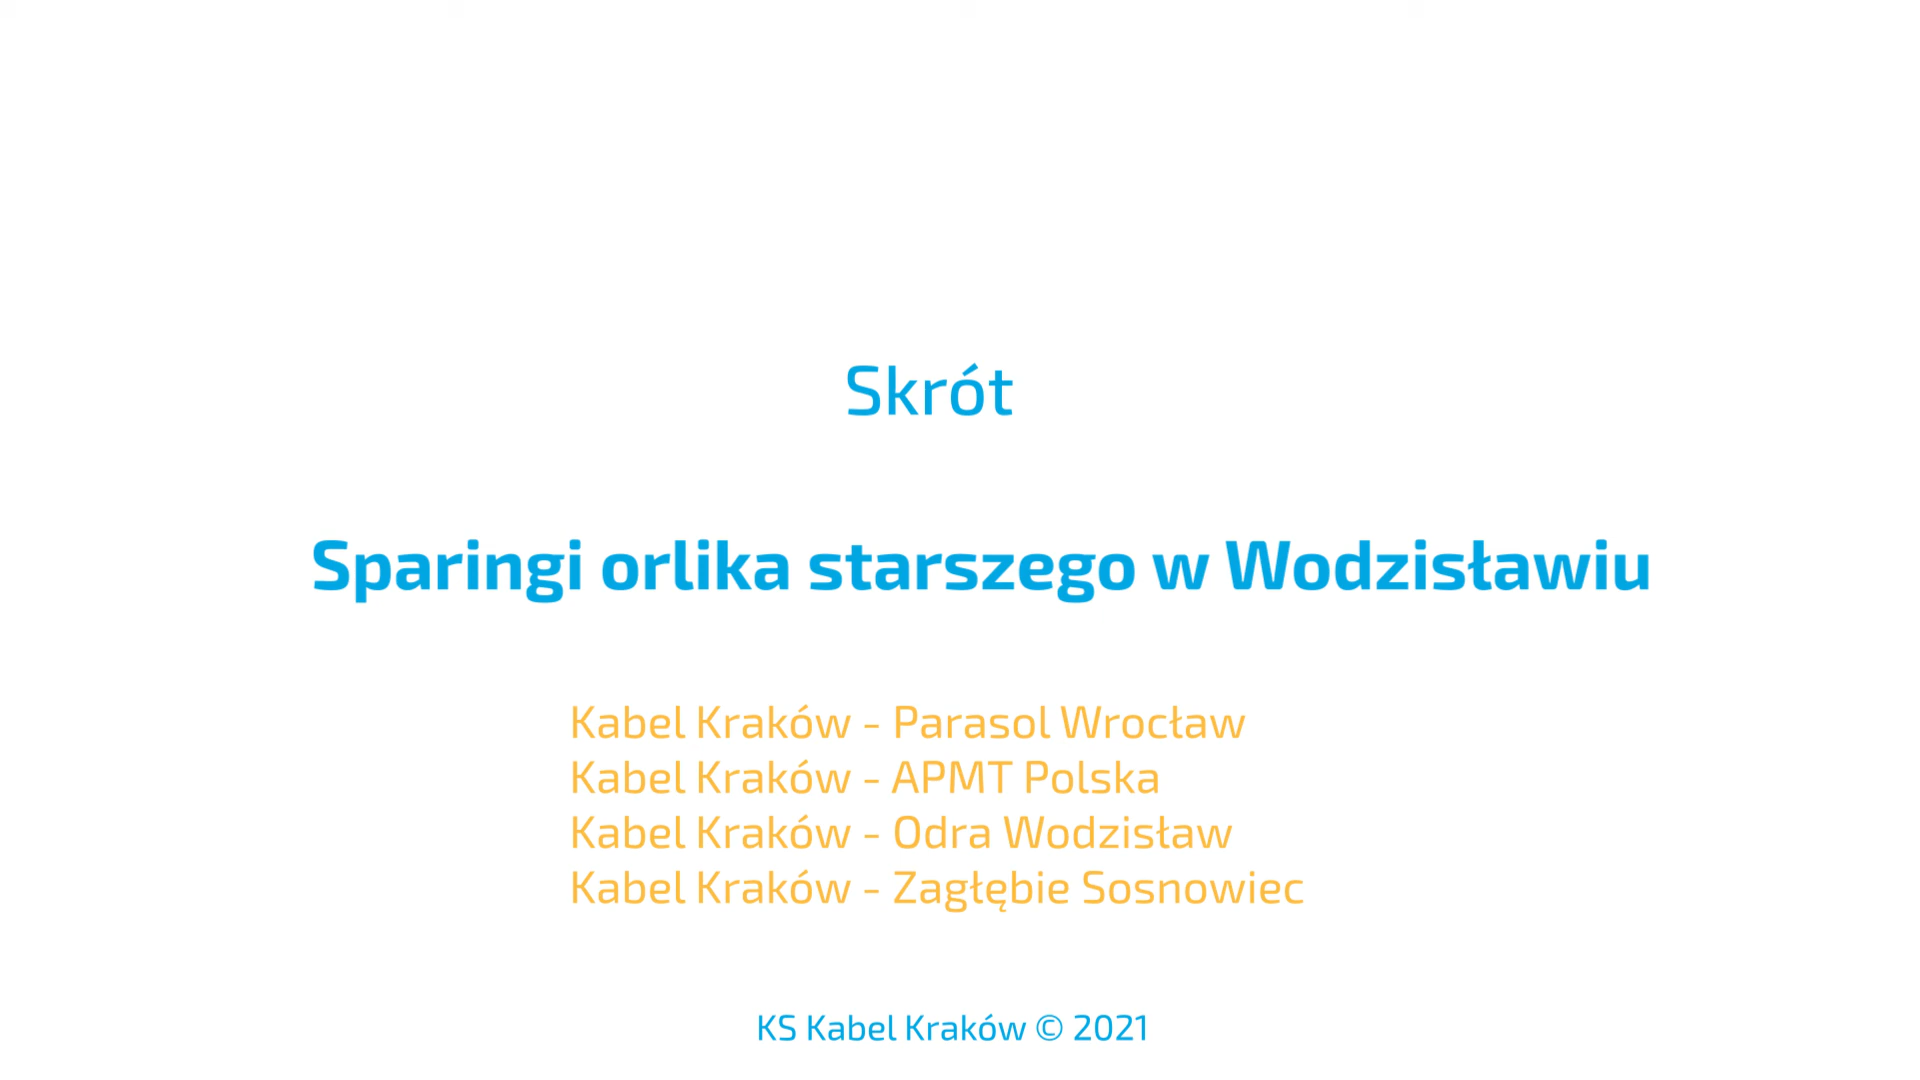 Skrót
Sparingi orlika starszego w Wodzisławiu
Kabel Kraków - Parasol Wrocław
Kabel Kraków - APMT Polska
Kabel Kraków - Odra Wodzisław
Kabel Kraków - Zagłębie Sosnowiec
KS Kabel Kraków © 2021